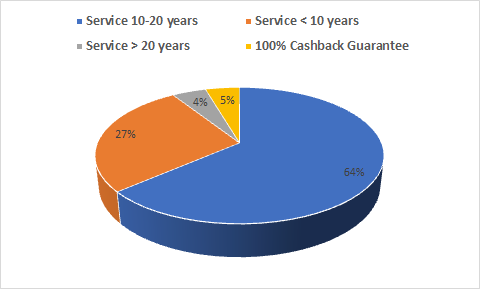 Service 10-20 years Service < 10 years
Service > 20 years 100% Cashback Guarantee
4% 5%
27%
64%